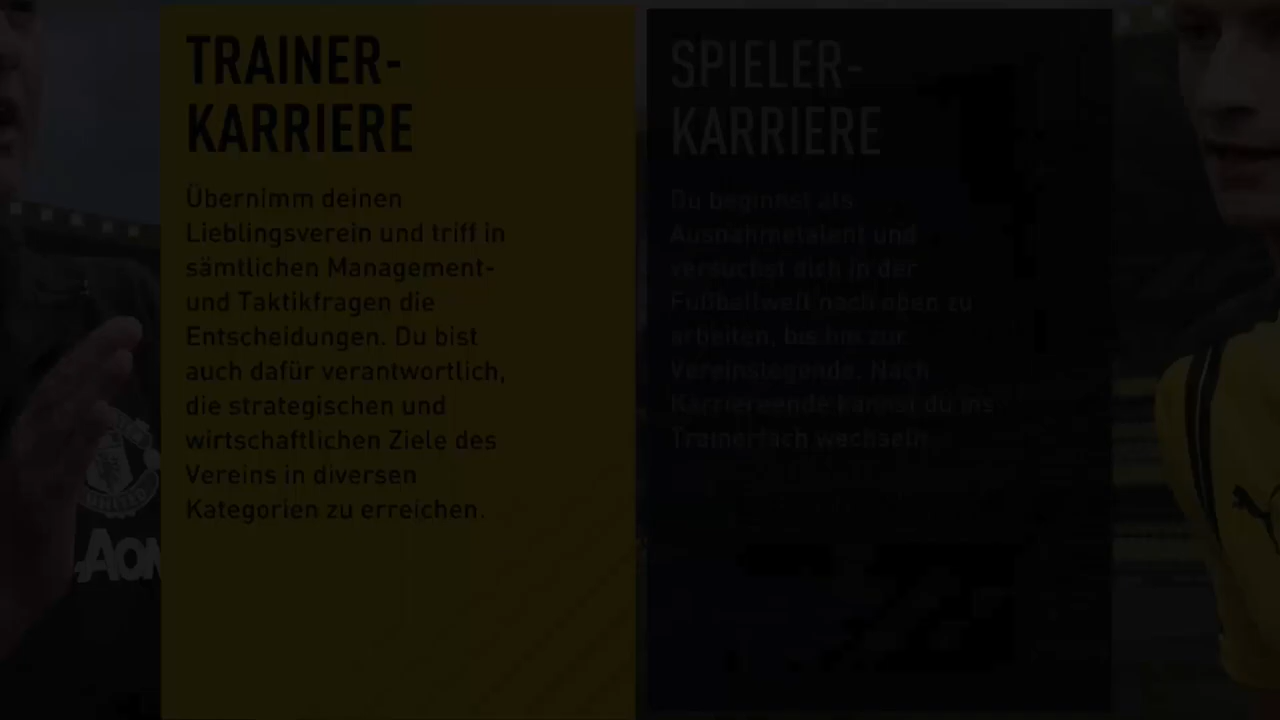 TRAINER-
KARRIERE
Übernimm deinen
Lieblingsverein und triff in
sämtlichen Management-
und Taktikfragen die
Entscheidungen. Du bist
auch dafür verantwortlich,
die strategischen und
wirtschaftlichen Ziele des
Vereins in diversen
Kategorien zu erreichen.
SPIELER-
KARRIERE
Du beginnst als
Ausnahmetalent und
versuchst dich in der
Fußballwelt nach oben zu
arbeiten, bis hin zur
Vereinslegende. Nach
Karriereende kannst du ins
Trainerfach wechseln.
UNITED
AON